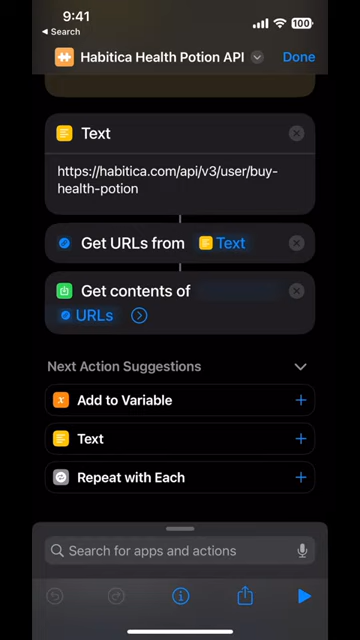 9:41
100
◂ Search
Habitica Health Potion API
Done
Text
https://habitica.com/api/v3/user/buy-
health-potion
Get URLs from Text
Get contents of
URLs
Next Action Suggestions
Add to Variable
Text
Repeat with Each
Search for apps and actions